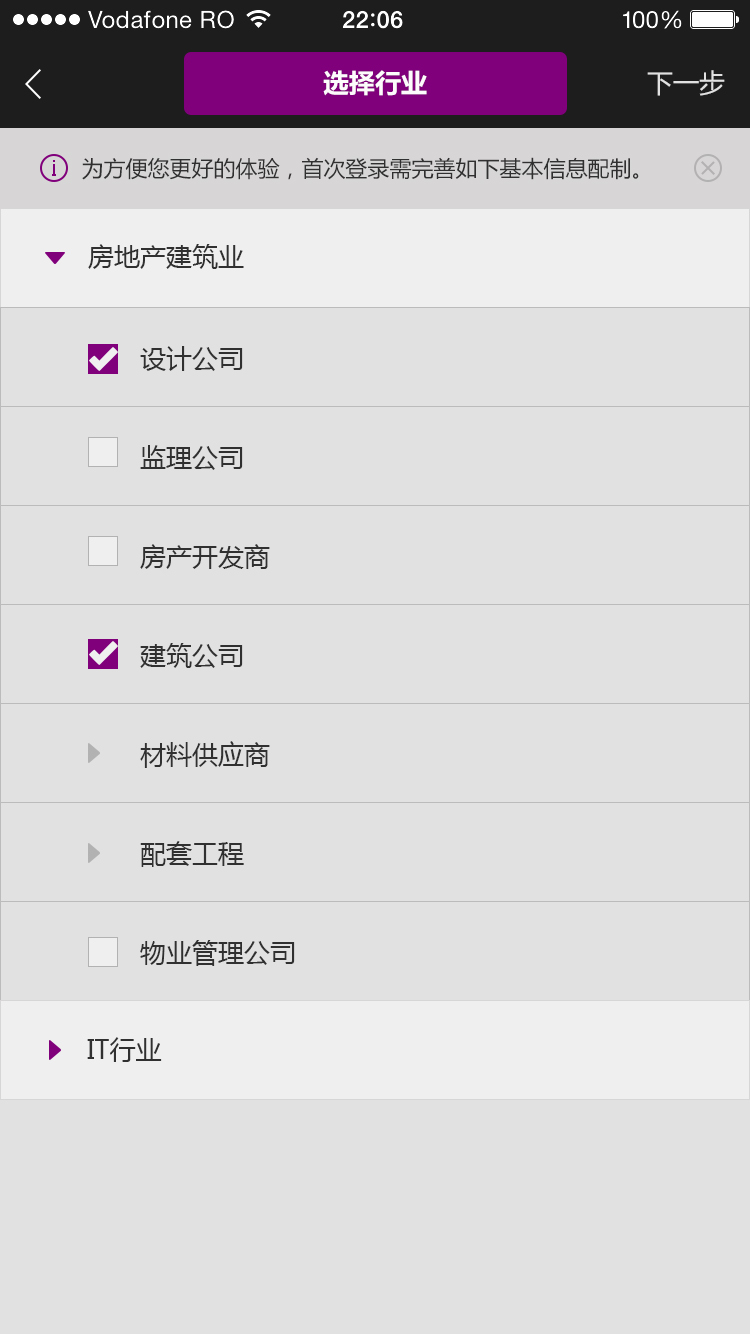 Vodafone RO 22:06 100%
选择行业 下一步
为方便您更好的体验，首次登录需完善如下基本信息配制。
房地产建筑业
设计公司
监理公司
房产开发商
建筑公司
材料供应商
配套工程
物业管理公司
IT行业